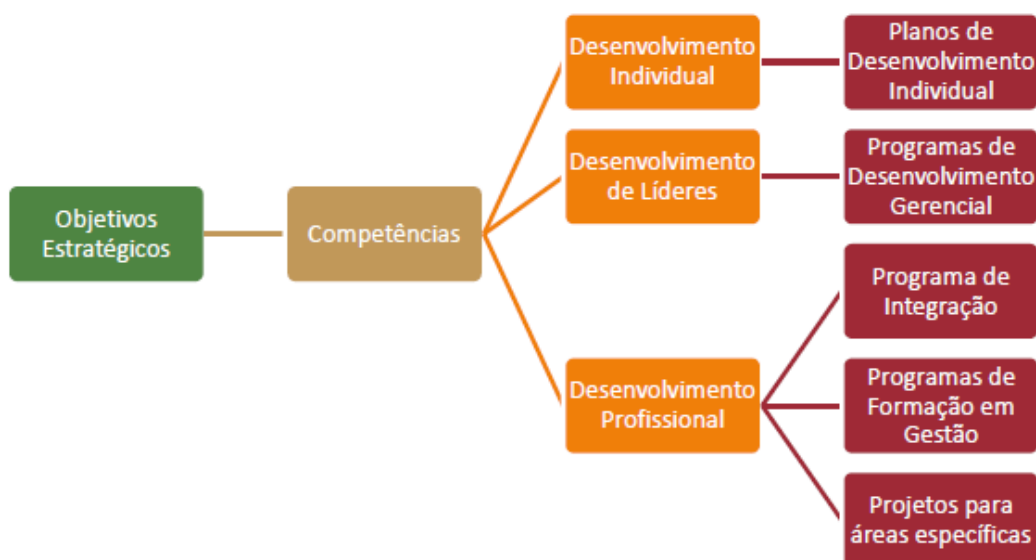 Objetivos
Estratégicos
Competências
Desenvolvimento
Individual
Desenvolvimento
de Líderes
Desenvolvimento
Profissional
Planos de
Desenvolvimento
Individual
Programas de
Desenvolvimento
Gerencial
Programa de
Integração
Programas de
Formação em
Gestão
Projetos para
áreas específicas